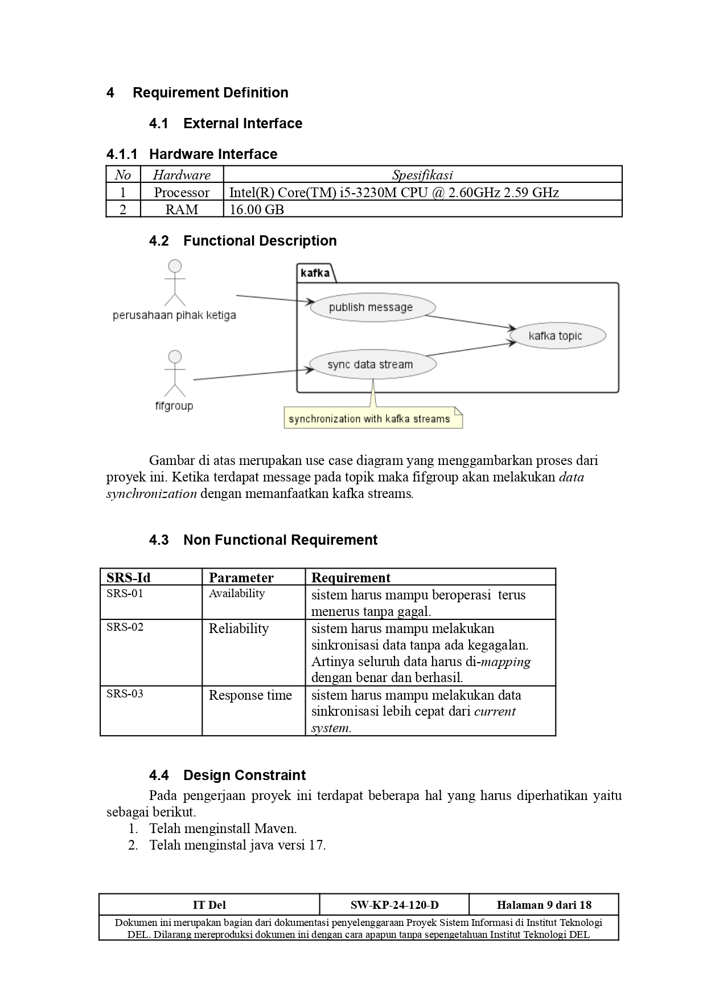 4 Requirement Definition
4.1 External Interface
4.1.1 Hardware Interface
No Hardware Spesifikasi
1 Processor Intel(R) Core(TM) i5-3230M CPU @ 2.60GHz 2.59 GHz
2 RAM 16.00 GB
4.2 Functional Description
kafka
publish message
perusahaan pihak ketiga
kafka topic
sync data stream
fifgroup
synchronization with kafka streams
Gambar di atas merupakan use case diagram yang menggambarkan proses dari
proyek ini. Ketika terdapat message pada topik maka fifgroup akan melakukan data
synchronization dengan memanfaatkan kafka streams.
4.3 Non Functional Requirement
SRS-Id Parameter Requirement
SRS-01 Availability sistem harus mampu beroperasi terus
menerus tanpa gagal.
SRS-02 Reliability sistem harus mampu melakukan
sinkronisasi data tanpa ada kegagalan.
Artinya seluruh data harus di-mapping
dengan benar dan berhasil.
SRS-03 Response time sistem harus mampu melakukan data
sinkronisasi lebih cepat dari current
system.
4.4 Design Constraint
Pada pengerjaan proyek ini terdapat beberapa hal yang harus diperhatikan yaitu
sebagai berikut.
1. Telah menginstall Maven.
2. Telah menginstal java versi 17.
IT Del SW-KP-24-120-D Halaman 9 dari 18
Dokumen ini merupakan bagian dari dokumentasi penyelenggaraan Proyek Sistem Informasi di Institut Teknologi
DEL. Dilarang mereproduksi dokumen ini dengan cara apapun tanpa sepengetahuan Institut Teknologi DEL